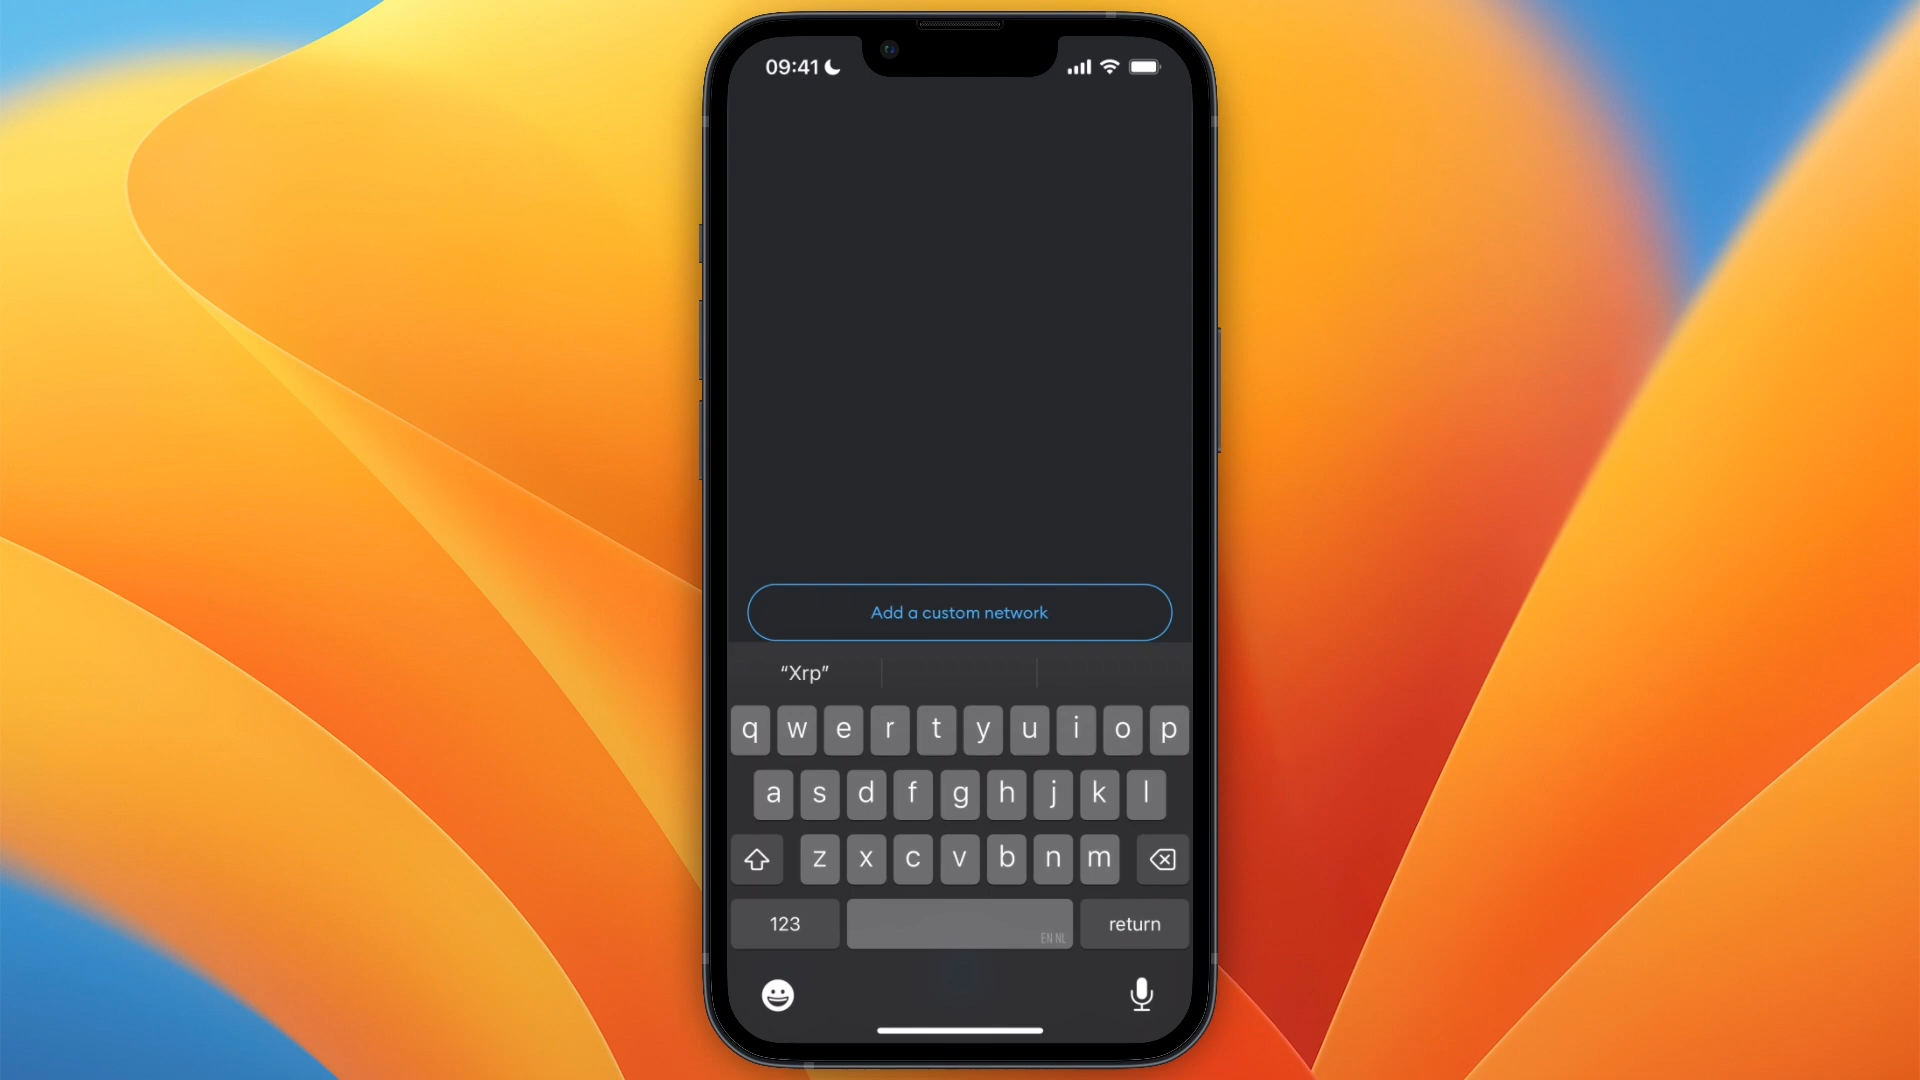 09:41
Add a custom network
“Xrp”
q w e r t y u i o p
a s d f g h j k l
z x c v b n m
123 EN NL return